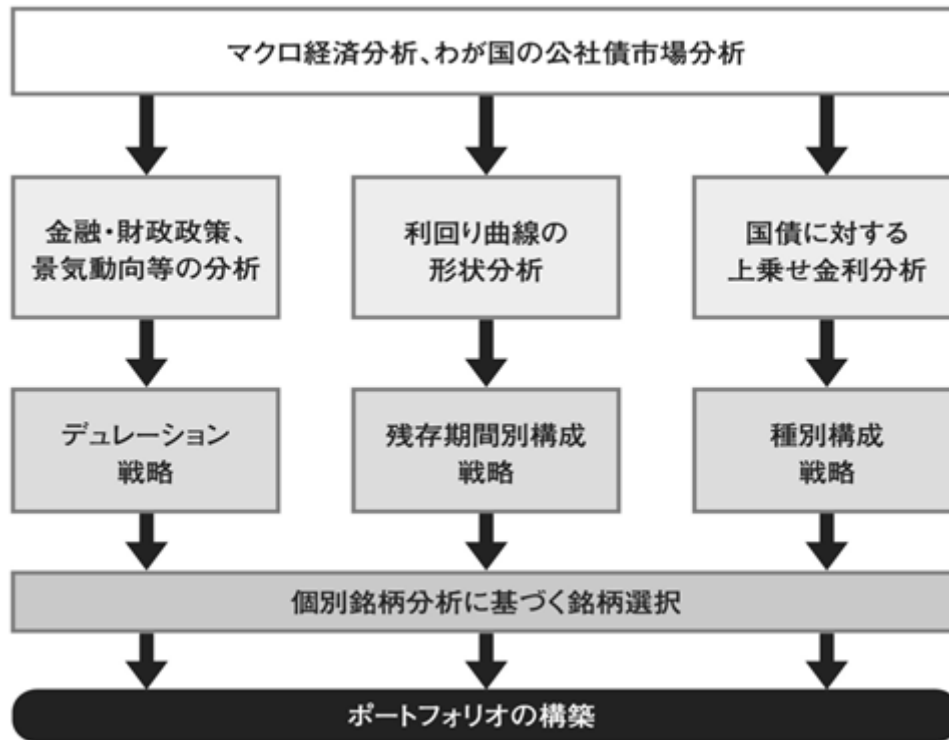 マクロ経済分析、わが国の公社債市場分析
金融・財政政策、
景気動向等の分析
利回り曲線の
形状分析
国債に対する
上乗せ金利分析
デュレーション
戦略
残存期間別構成
戦略
種別構成
戦略
個別銘柄分析に基づく銘柄選択
ポートフォリオの構築